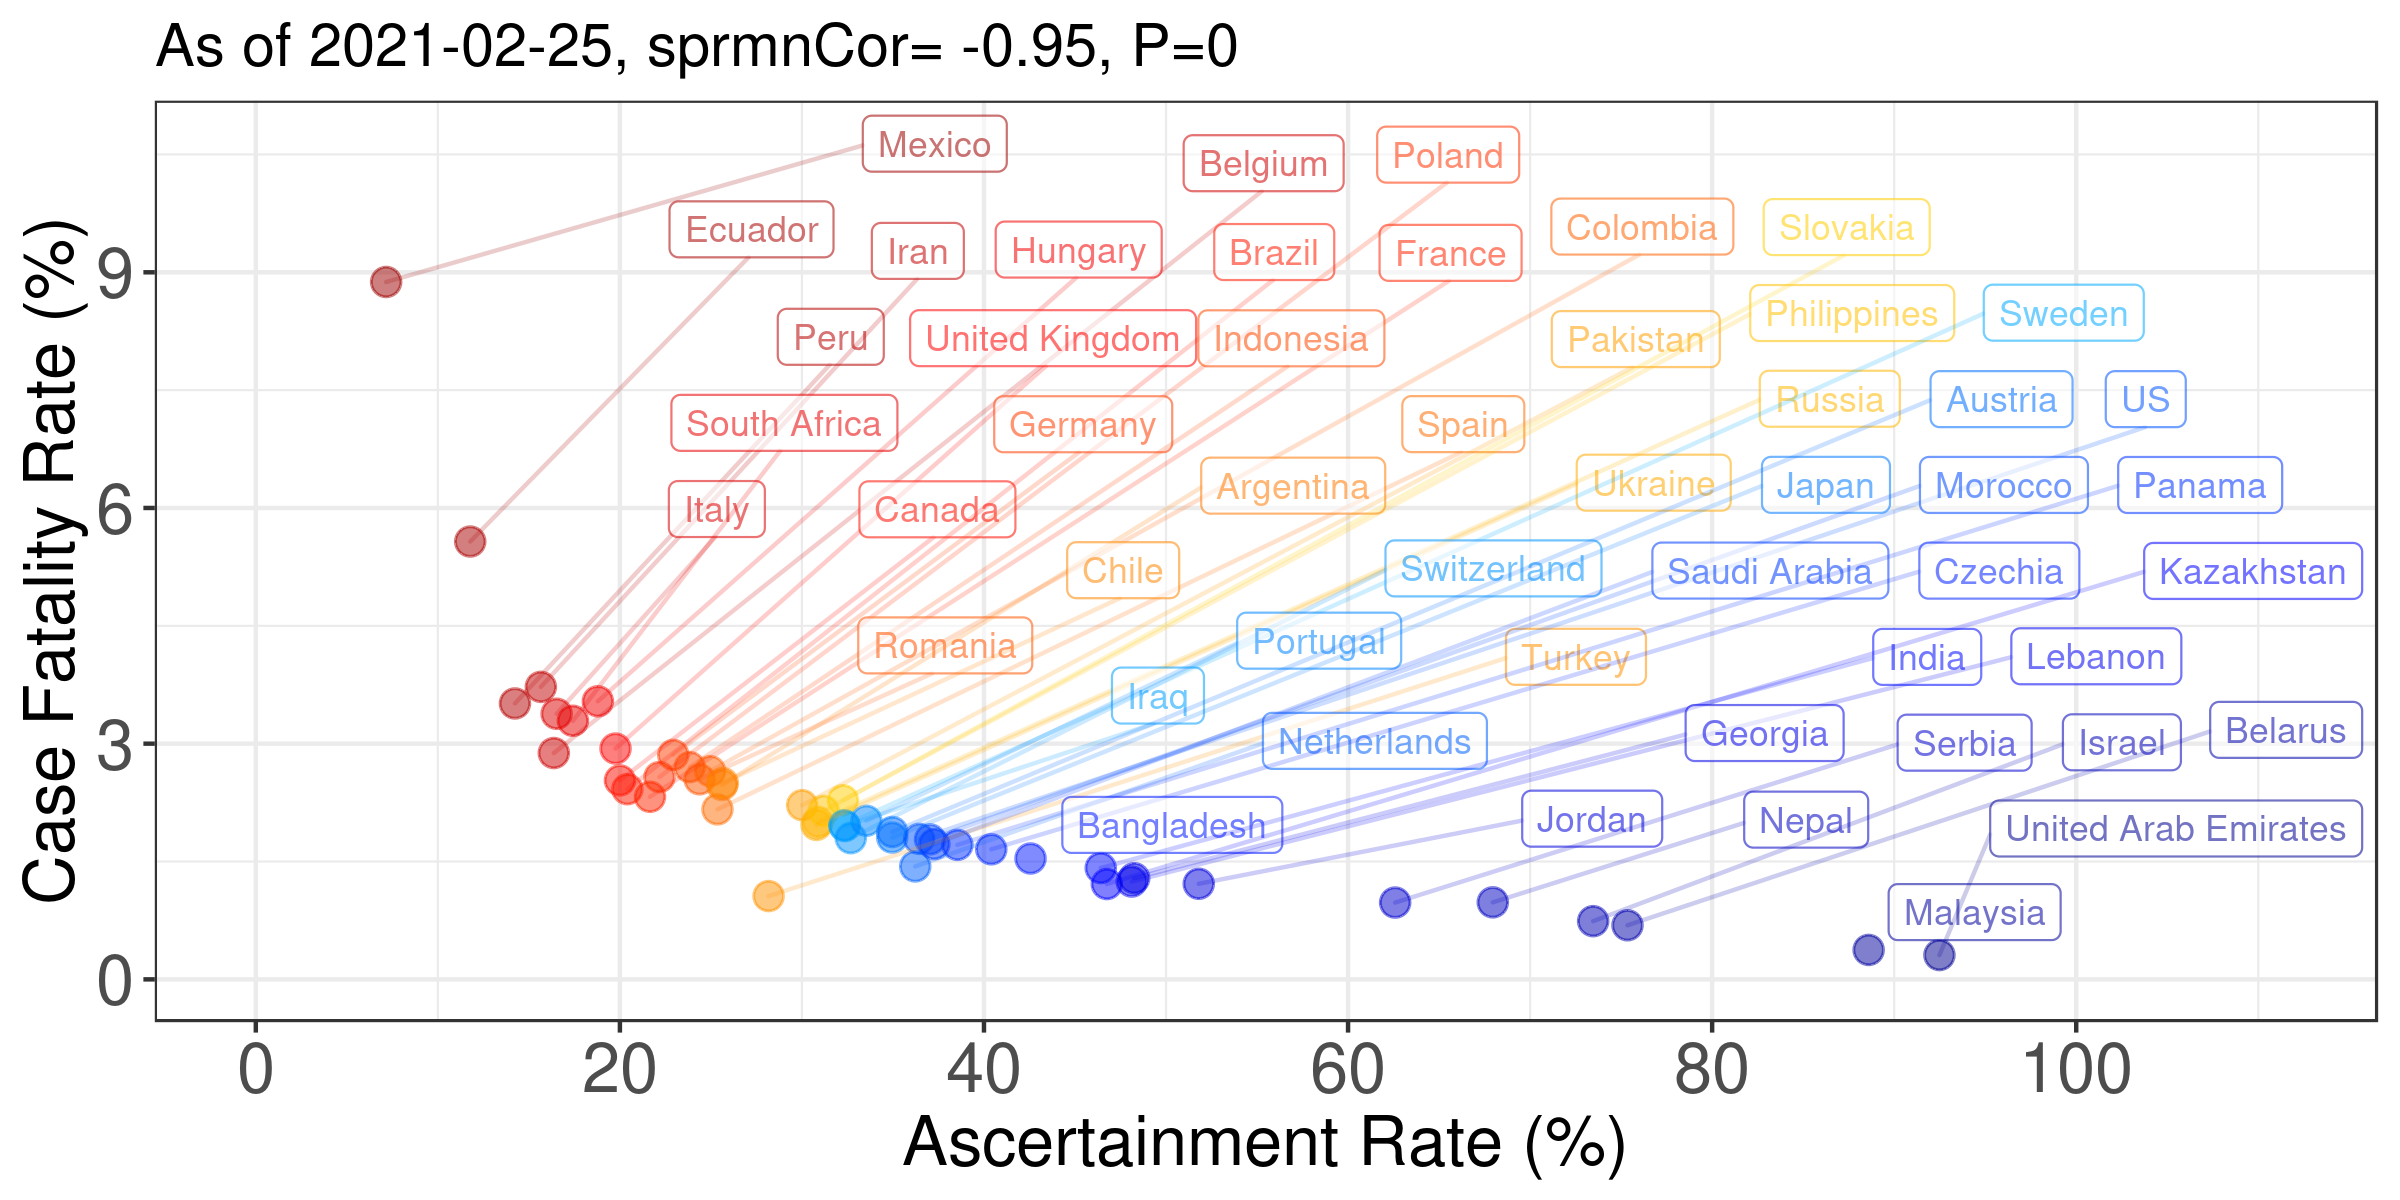 As of 2021-02-25, sprmnCor= -0.95, P=0
Case Fatality Rate (%)
9
6
3
0
Mexico
Belgium
Poland
Ecuador
Iran
Hungary
Brazil
France
Colombia
Slovakia
Peru
United Kingdom
Indonesia
Pakistan
Philippines
Sweden
South Africa
Germany
Spain
Russia
Austria
US
Italy
Canada
Argentina
Ukraine
Japan
Morocco
Panama
Chile
Switzerland
Saudi Arabia
Czechia
Kazakhstan
Romania
Portugal
Turkey
India
Lebanon
Iraq
Netherlands
Georgia
Serbia
Israel
Belarus
Bangladesh
Jordan
Nepal
United Arab Emirates
Malaysia
0
20
40
60
80
100
Ascertainment Rate (%)